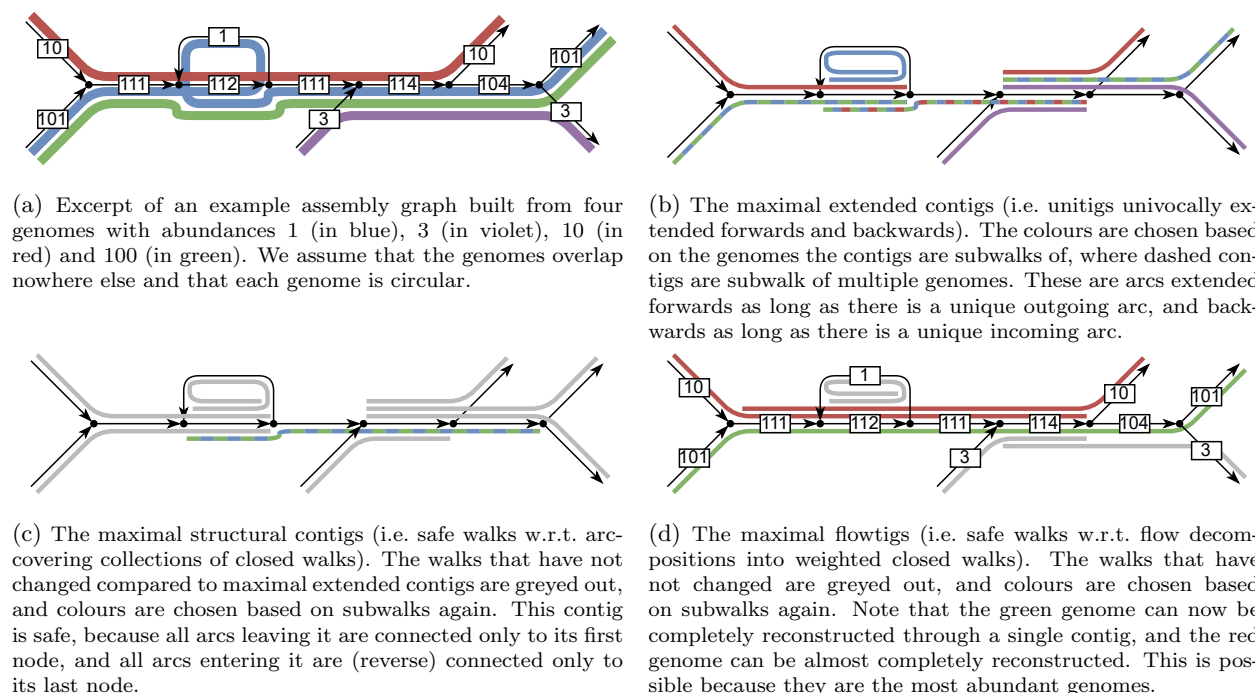 1
10
10
101
111
112
111
114
104
101
3
3
(a) Excerpt of an example assembly graph built from four
genomes with abundances 1 (in blue), 3 (in violet), 10 (in
red) and 100 (in green). We assume that the genomes overlap
nowhere else and that each genome is circular.
(b) The maximal extended contigs (i.e. unitigs univocally ex-
tended forwards and backwards). The colours are chosen based
on the genomes the contigs are subwalks of, where dashed con-
tigs are subwalk of multiple genomes. These are arcs extended
forwards as long as there is a unique outgoing arc, and back-
wards as long as there is a unique incoming arc.
(c) The maximal structural contigs (i.e. safe walks w.r.t. arc-
covering collections of closed walks). The walks that have not
changed compared to maximal extended contigs are greyed out,
and colours are chosen based on subwalks again. This contig
is safe, because all arcs leaving it are connected only to its first
node, and all arcs entering it are (reverse) connected only to
its last node.
1
10
10
101
111
112
111
114
104
101
3
3
(d) The maximal flowtigs (i.e. safe walks w.r.t. flow decom-
positions into weighted closed walks). The walks that have
not changed are greyed out, and colours are chosen based
on subwalks again. Note that the green genome can now be
completely reconstructed through a single contig, and the red
genome can be almost completely reconstructed. This is pos-
sible because they are the most abundant genomes.